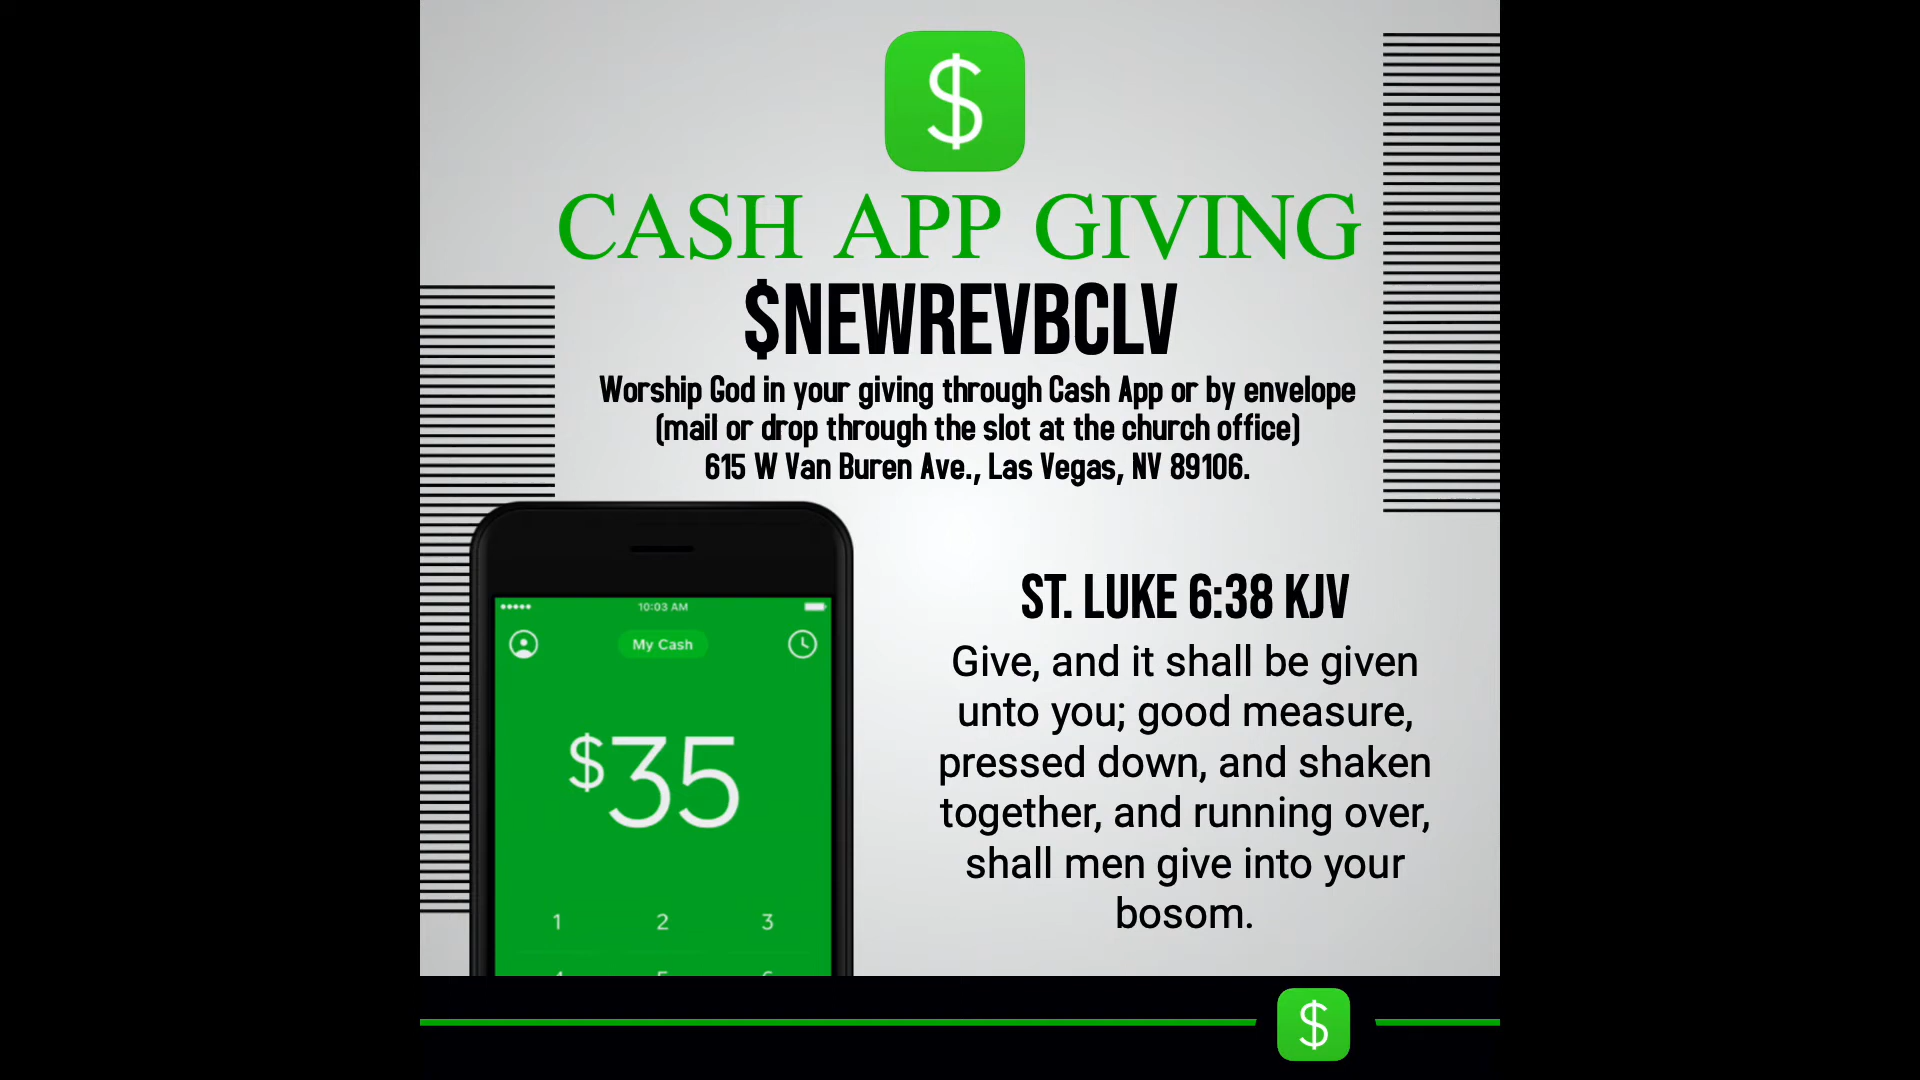 $
CASH APP GIVING
$NEWREVBCLV
Worship God in your giving through Cash App or by envelope
(mail or drop through the slot at the church office)
615 W Van Buren Ave., Las Vegas, NV 89106.
10:03 AM
My Cash
$35
1 2 3
ST. LUKE 6:38 KJV
Give, and it shall be given
unto you; good measure,
pressed down, and shaken
together, and running over,
shall men give into your
bosom.
$